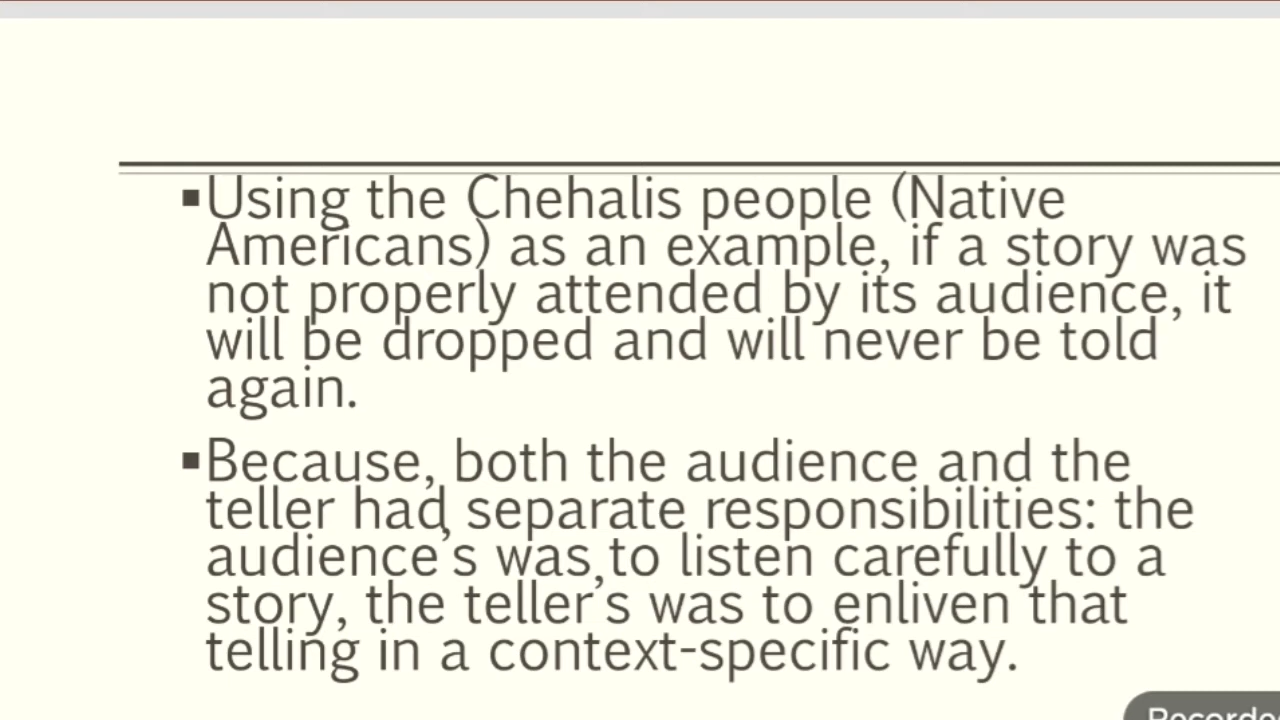 ▪Using the Chehalis people (Native
Americans) as an example, if a story was
not properly attended by its audience, it
will be dropped and will never be told
again.
▪Because, both the audience and the
teller had separate responsibilities: the
audience's was to listen carefully to a
story, the teller's was to enliven that
telling in a context-specific way.